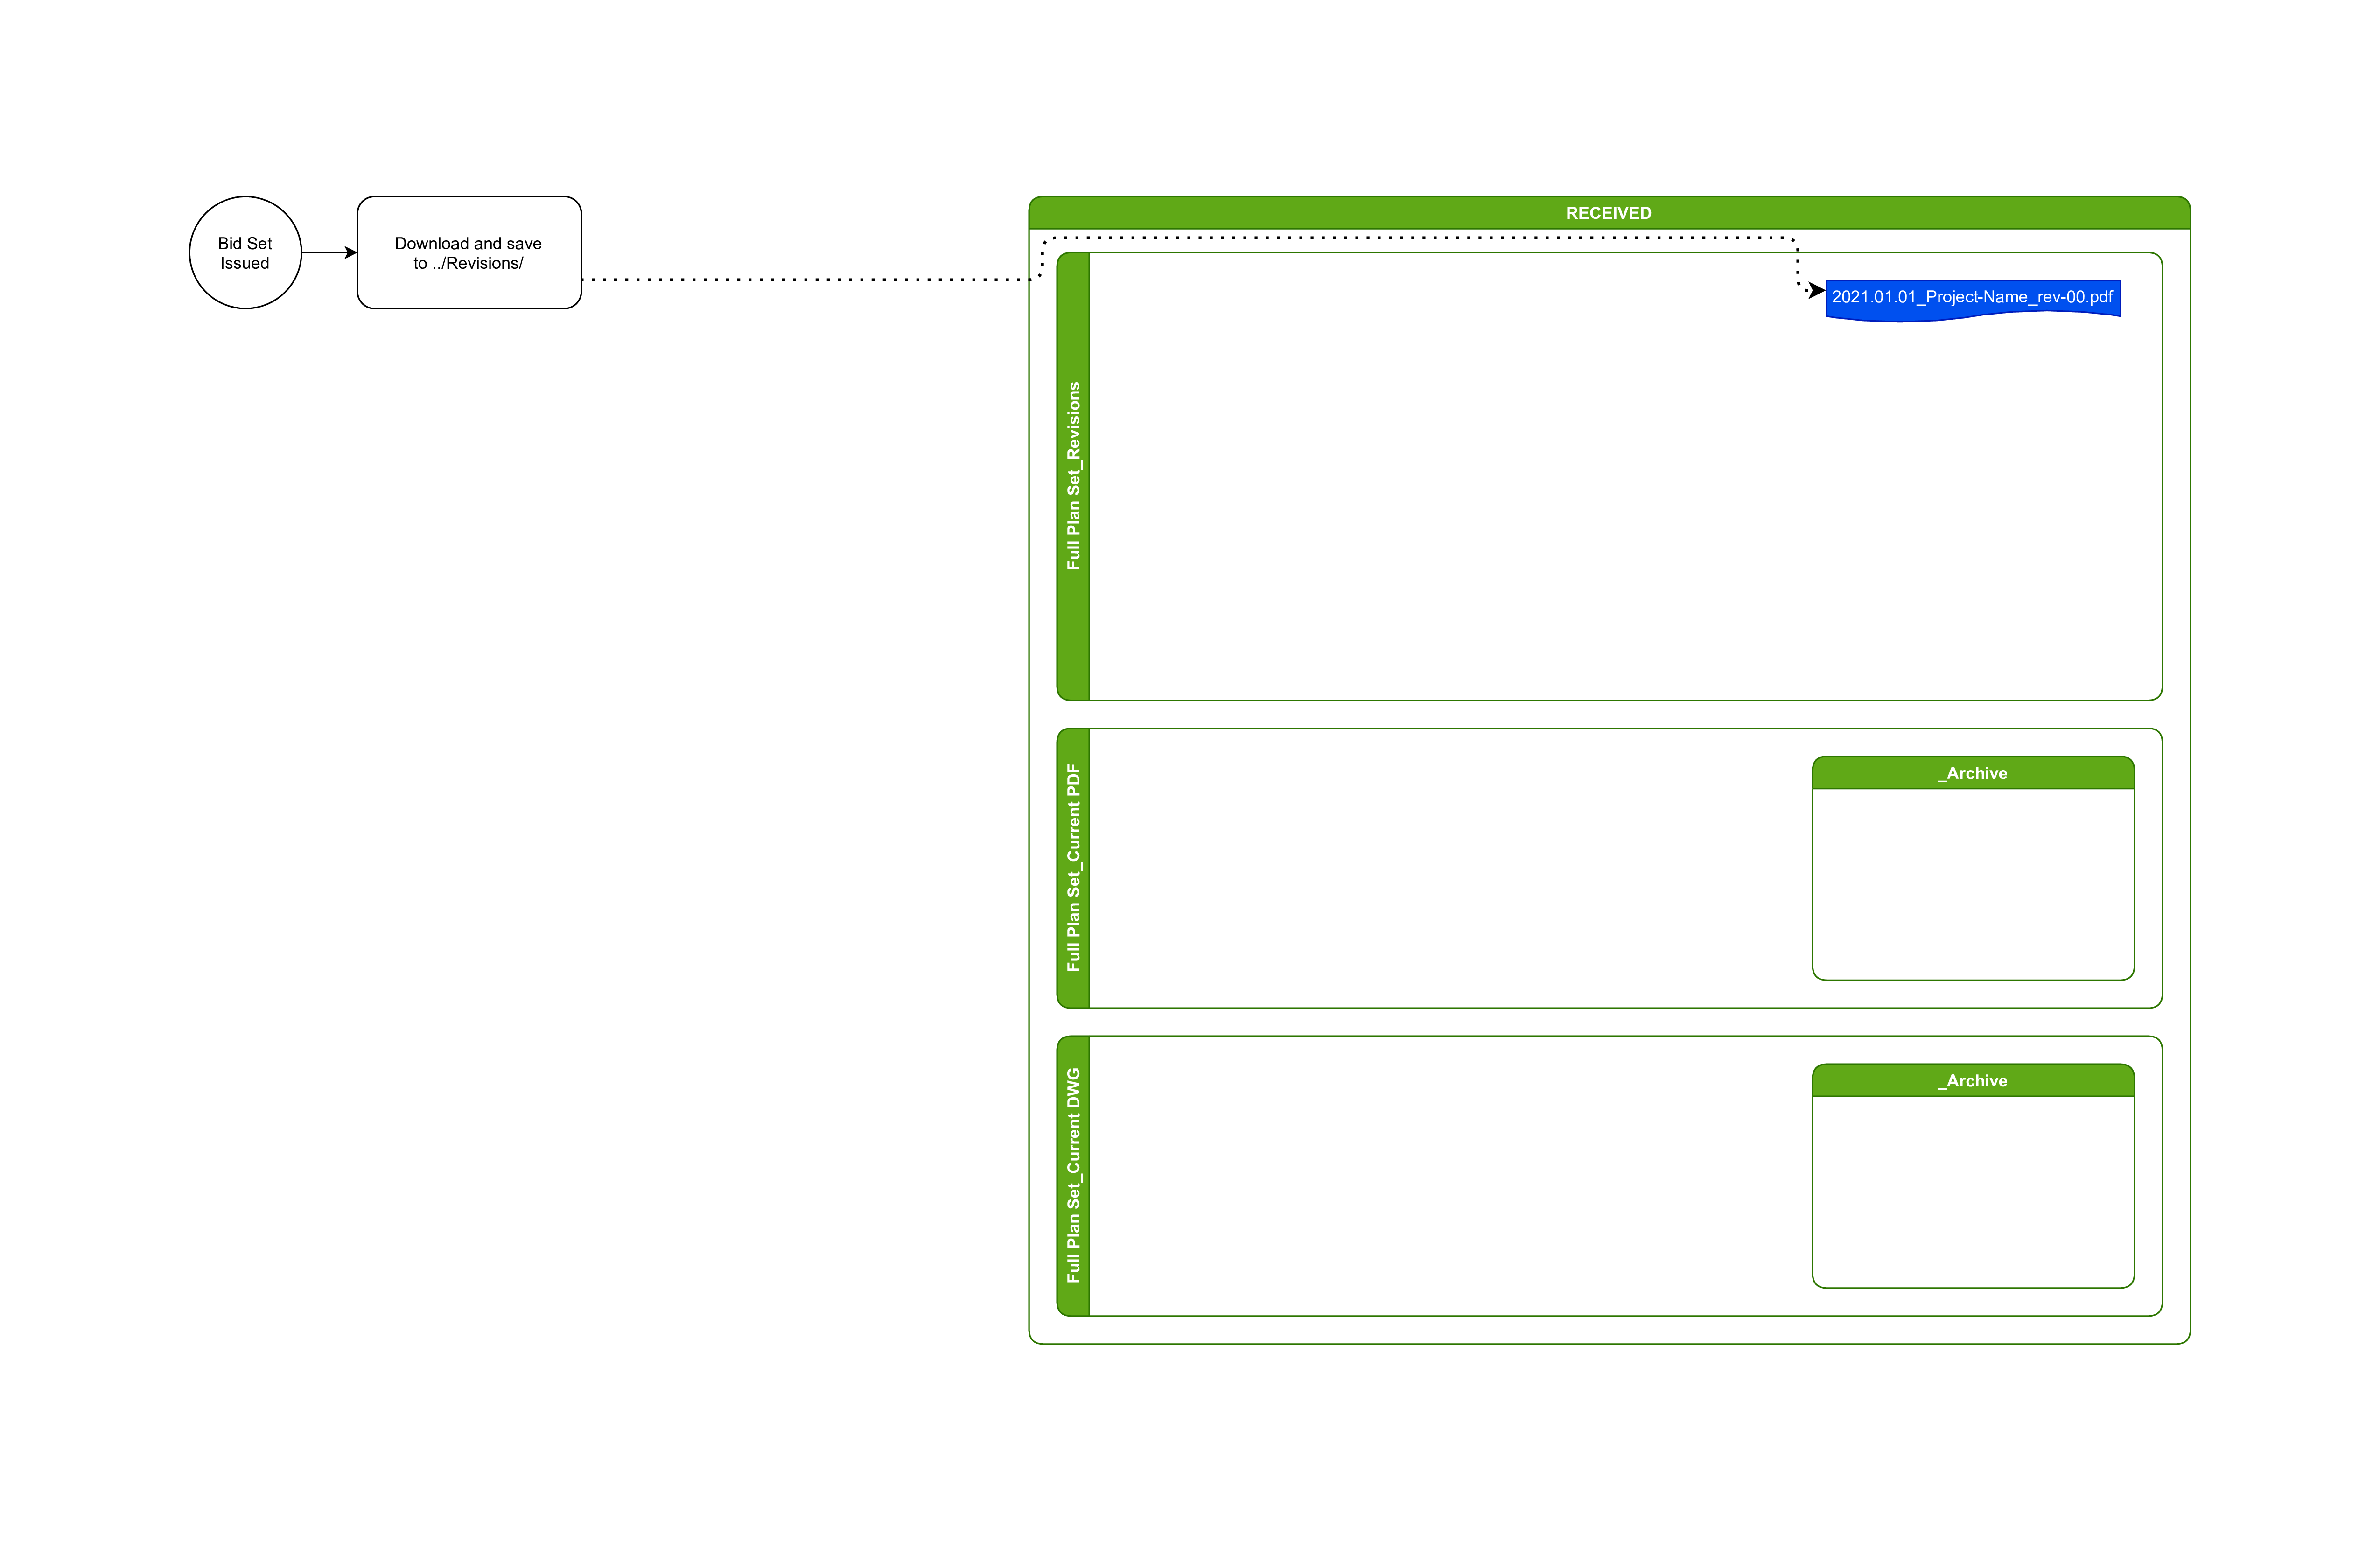 Bid Set
Issued
Download and save
to ../Revisions/
RECEIVED
Full Plan Set_Revisions
2021.01.01_Project-Name_rev-00.pdf
Full Plan Set_Current PDF
_Archive
Full Plan Set_Current DWG
_Archive